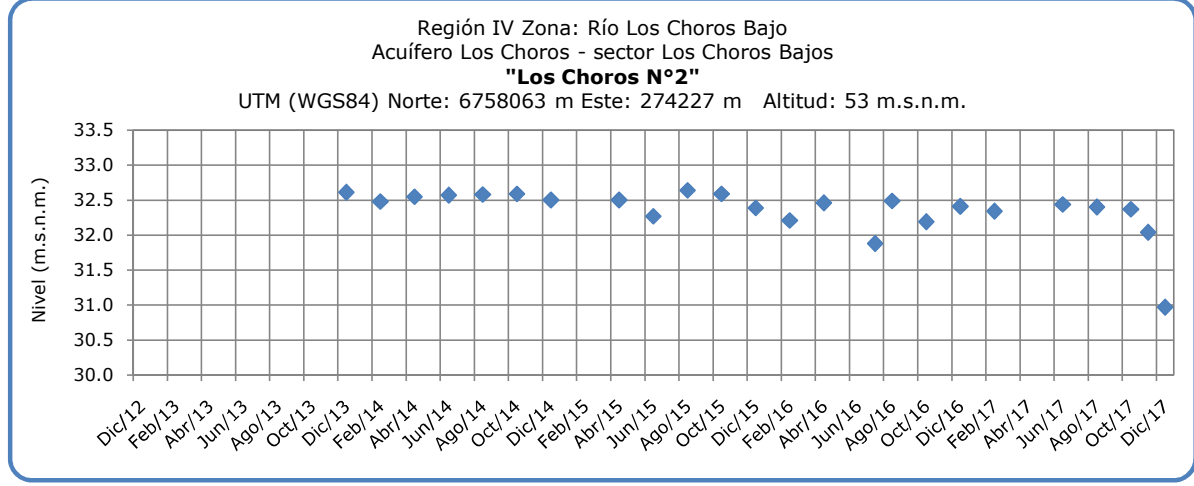 Región IV Zona: Río Los Choros Bajo
Acuífero Los Choros - sector Los Choros Bajos
"Los Choros N°2"
UTM (WGS84) Norte: 6758063 m Este: 274227 m Altitud: 53 m.s.n.m.
Nivel (m.s.n.m.)
33.5
33.0
32.5
32.0
31.5
31.0
30.5
30.0
Dic/12
Feb/13
Abr/13
Jun/13
Ago/13
Oct/13
Dic/13
Feb/14
Abr/14
Jun/14
Ago/14
Oct/14
Dic/14
Feb/15
Abr/15
Jun/15
Ago/15
Oct/15
Dic/15
Feb/16
Abr/16
Jun/16
Ago/16
Oct/16
Dic/16
Feb/17
Abr/17
Jun/17
Ago/17
Oct/17
Dic/17